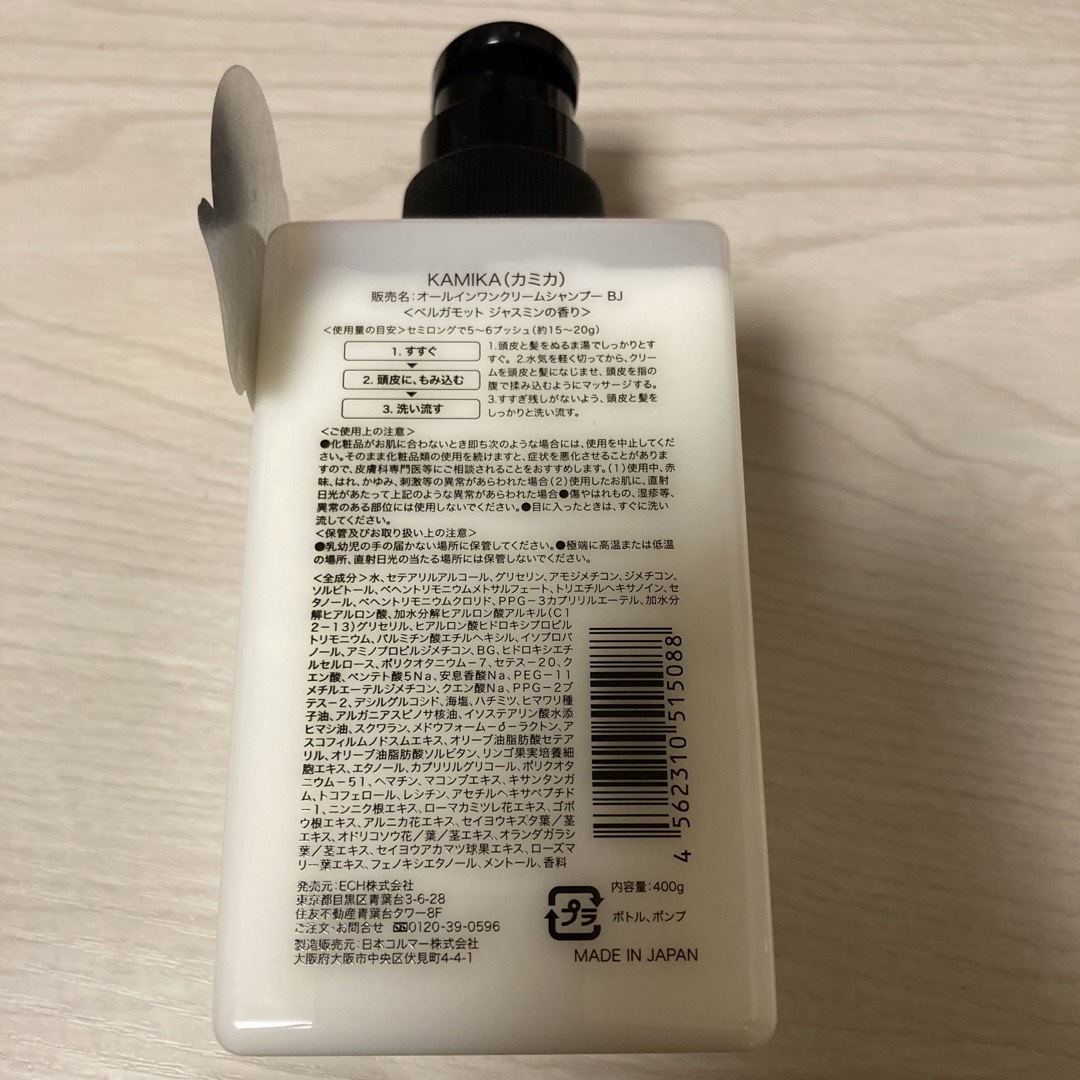 KAMIKA（カミカ）
販売名：オールインワンクリームシャンプー BJ
＜ベルガモット ジャスミンの香り＞
＜使用量の目安＞セミロングで5～6プッシュ（約15～20g）
1. すすぐ
2. 頭皮に、もみ込む
3. 洗い流す
1.頭皮と髪をぬるま湯でしっかりとす
すぐ。2.水気を軽く切ってから、クリー
ムを頭皮と髪になじませ、頭皮を指の
腹で揉み込むようにマッサージする。
3.すすぎ残しがないよう、頭皮と髪を
しっかりと洗い流す。
＜ご使用上の注意＞
●化粧品がお肌に合わないとき即ち次のような場合には、使用を中止してくだ
さい。そのまま化粧品類の使用を続けますと、症状を悪化させることがありま
すので、皮膚科専門医等にご相談されることをおすすめします。（1）使用中、赤
味、はれ、かゆみ、刺激等の異常があらわれた場合（2）使用したお肌に、直射
日光があたって上記のような異常があらわれた場合●傷やはれもの、湿疹等、
異常のある部位には使用しないでください。●目に入ったときは、すぐに洗い
流してください。
＜保管及びお取り扱い上の注意＞
●乳幼児の手の届かない場所に保管してください。●極端に高温または低温
の場所、直射日光の当たる場所には保管しないでください。
＜全成分＞水、セテアリルアルコール、グリセリン、アモジメチコン、ジメチコン、
ソルビトール、ベヘントリモニウムメトサルフェート、トリエチルヘキサノイン、セ
タノール、ベヘントリモニウムクロリド、PPG－3カプリリルエーテル、加水分
解ヒアルロン酸、加水分解ヒアルロン酸アルキル（C1
2－13）グリセリル、ヒアルロン酸ヒドロキシプロピル
トリモニウム、パルミチン酸エチルヘキシル、イソプロパ
ノール、アミノプロピルジメチコン、BG、ヒドロキシエチ
ルセルロース、ポリクオタニウム－7、セテス－20、ク
エン酸、ペンテト酸5Na、安息香酸Na、PEG－11
メチルエーテルジメチコン、クエン酸Na、PPG－2ブ
テス－2、デシルグルコシド、海塩、ハチミツ、ヒマワリ種
子油、アルガニアスピノサ核油、イソステアリン酸水添
ヒマシ油、スクワラン、メドウフォーム－δ－ラクトン、ア
スコフィルムノドスムエキス、オリーブ油脂肪酸セテア
リル、オリーブ油脂肪酸ソルビタン、リンゴ果実培養細
胞エキス、エタノール、カプリリルグリコール、ポリクオタ
ニウム－51、ヘマチン、マコンブエキス、キサンタンガ
ム、トコフェロール、レシチン、アセチルヘキサペプチド
－1、ニンニク根エキス、ローマカミツレ花エキス、ゴボ
ウ根エキス、アルニカ花エキス、セイヨウキズタ葉／茎
エキス、オドリコソウ花／葉／茎エキス、オランダガラシ
葉／茎エキス、セイヨウアカマツ球果エキス、ローズマ
リー葉エキス、フェノキシエタノール、メントール、香料
4 562310 515088
発売元：ECH株式会社
東京都目黒区青葉台3-6-28
住友不動産青葉台タワー8F
ご注文・お問合せ 0120-39-0596
製造販売元：日本コルマー株式会社
大阪府大阪市中央区伏見町4-4-1
プラ
内容量：400g
ボトル、ポンプ
MADE IN JAPAN